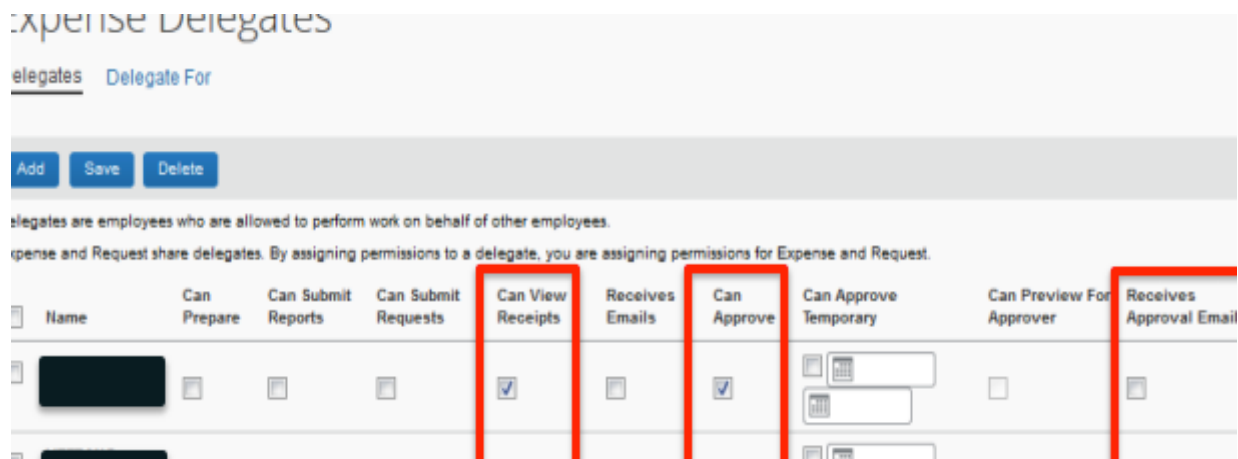 Expense Delegates
elegates Delegate For
Add Save Delete
elegates are employees who are allowed to perform work on behalf of other employees.
xpense and Request share delegates. By assigning permissions to a delegate, you are assigning permissions for Expense and Request.
Name Can Prepare Can Submit Reports Can Submit Requests Can View Receipts Receives Emails Can Approve Can Approve Temporary Can Preview For Approver Receives Approval Email